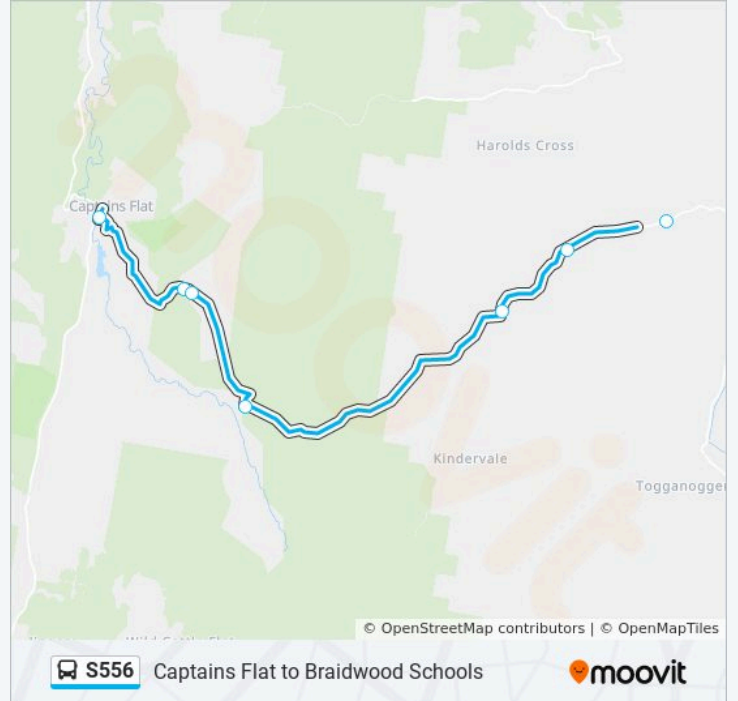 Harolds Cross
Captains Flat
Kindervale
Togganogger
© OpenStreetMap contributors | © OpenMapTiles
S556 Captains Flat to Braidwood Schools
moovit